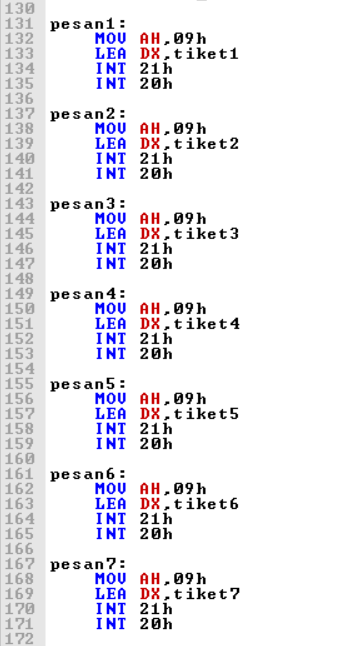 130
131 pesan1:
132 MOV AH,09h
133 LEA DX,tiket1
134 INT 21h
135 INT 20h
136
137 pesan2:
138 MOV AH,09h
139 LEA DX,tiket2
140 INT 21h
141 INT 20h
142
143 pesan3:
144 MOV AH,09h
145 LEA DX,tiket3
146 INT 21h
147 INT 20h
148
149 pesan4:
150 MOV AH,09h
151 LEA DX,tiket4
152 INT 21h
153 INT 20h
154
155 pesan5:
156 MOV AH,09h
157 LEA DX,tiket5
158 INT 21h
159 INT 20h
160
161 pesan6:
162 MOV AH,09h
163 LEA DX,tiket6
164 INT 21h
165 INT 20h
166
167 pesan7:
168 MOV AH,09h
169 LEA DX,tiket7
170 INT 21h
171 INT 20h
172